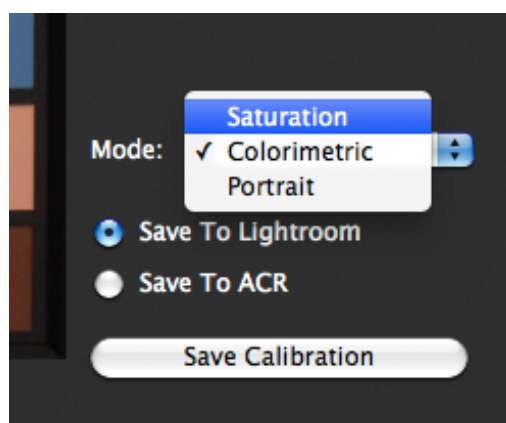 Saturation
Mode: ✓ Colorimetric
Portrait
Save To Lightroom
Save To ACR
Save Calibration